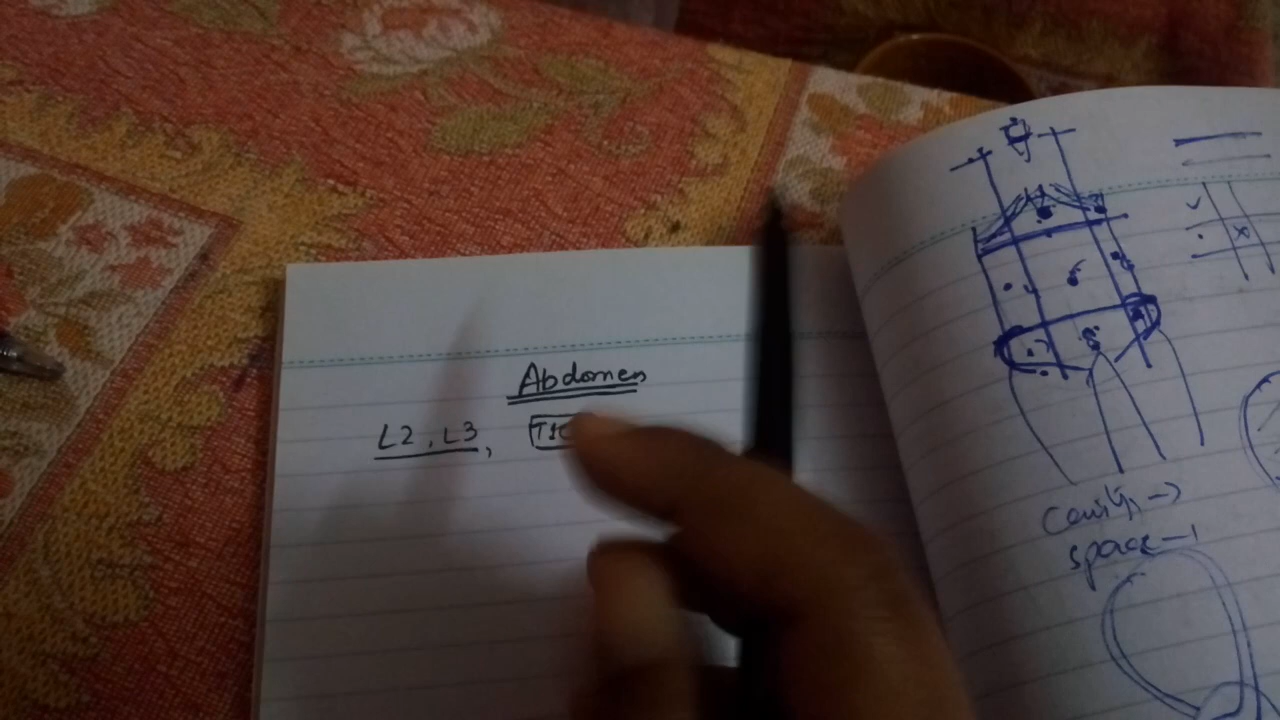 Abdomen
L2, L3,
Cavity →
space -